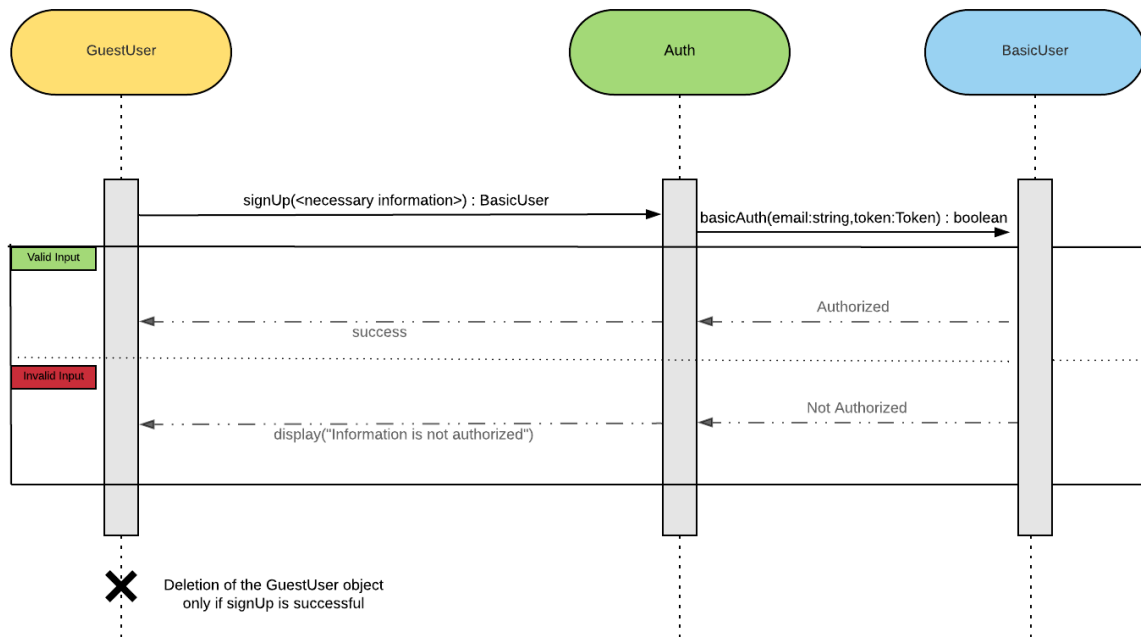 GuestUser
Auth
BasicUser
signUp(<necessary information>) : BasicUser
basicAuth(email:string,token:Token) : boolean
Valid Input
Authorized
success
Invalid Input
Not Authorized
display("Information is not authorized")
Deletion of the GuestUser object
only if signUp is successful